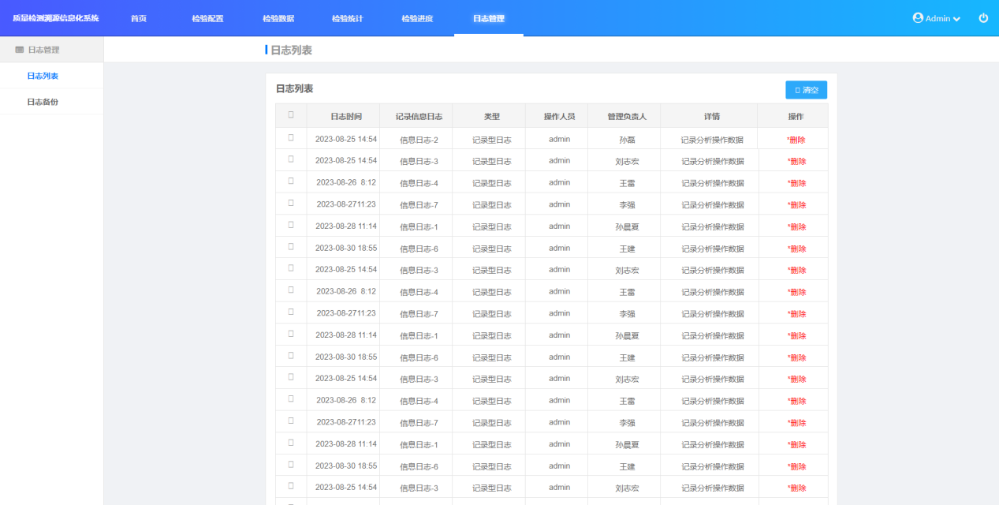 质量检测溯源信息化系统 首页 检验配置 检验数据 检验统计 检验进度 日志管理 Admin
日志管理
日志列表
日志列表
日志备份
日志列表
清空
日志时间 记录信息日志 类型 操作人员 管理负责人 详情 操作
2023-08-25 14:54 信息日志-2 记录型日志 admin 孙磊 记录分析操作数据 *删除
2023-08-25 14:54 信息日志-3 记录型日志 admin 刘志宏 记录分析操作数据 *删除
2023-08-26 8:12 信息日志-4 记录型日志 admin 王雷 记录分析操作数据 *删除
2023-08-2711:23 信息日志-7 记录型日志 admin 李强 记录分析操作数据 *删除
2023-08-28 11:14 信息日志-1 记录型日志 admin 孙晨夏 记录分析操作数据 *删除
2023-08-30 18:55 信息日志-6 记录型日志 admin 王建 记录分析操作数据 *删除
2023-08-25 14:54 信息日志-3 记录型日志 admin 刘志宏 记录分析操作数据 *删除
2023-08-26 8:12 信息日志-4 记录型日志 admin 王雷 记录分析操作数据 *删除
2023-08-2711:23 信息日志-7 记录型日志 admin 李强 记录分析操作数据 *删除
2023-08-28 11:14 信息日志-1 记录型日志 admin 孙晨夏 记录分析操作数据 *删除
2023-08-30 18:55 信息日志-6 记录型日志 admin 王建 记录分析操作数据 *删除
2023-08-25 14:54 信息日志-3 记录型日志 admin 刘志宏 记录分析操作数据 *删除
2023-08-26 8:12 信息日志-4 记录型日志 admin 王雷 记录分析操作数据 *删除
2023-08-2711:23 信息日志-7 记录型日志 admin 李强 记录分析操作数据 *删除
2023-08-28 11:14 信息日志-1 记录型日志 admin 孙晨夏 记录分析操作数据 *删除
2023-08-30 18:55 信息日志-6 记录型日志 admin 王建 记录分析操作数据 *删除
2023-08-25 14:54 信息日志-3 记录型日志 admin 刘志宏 记录分析操作数据 *删除